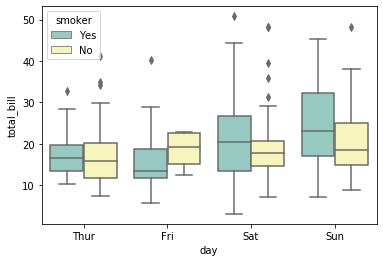 smoker
Yes
No
50
40
30
20
10
total_bill
Thur
Fri
Sat
Sun
day